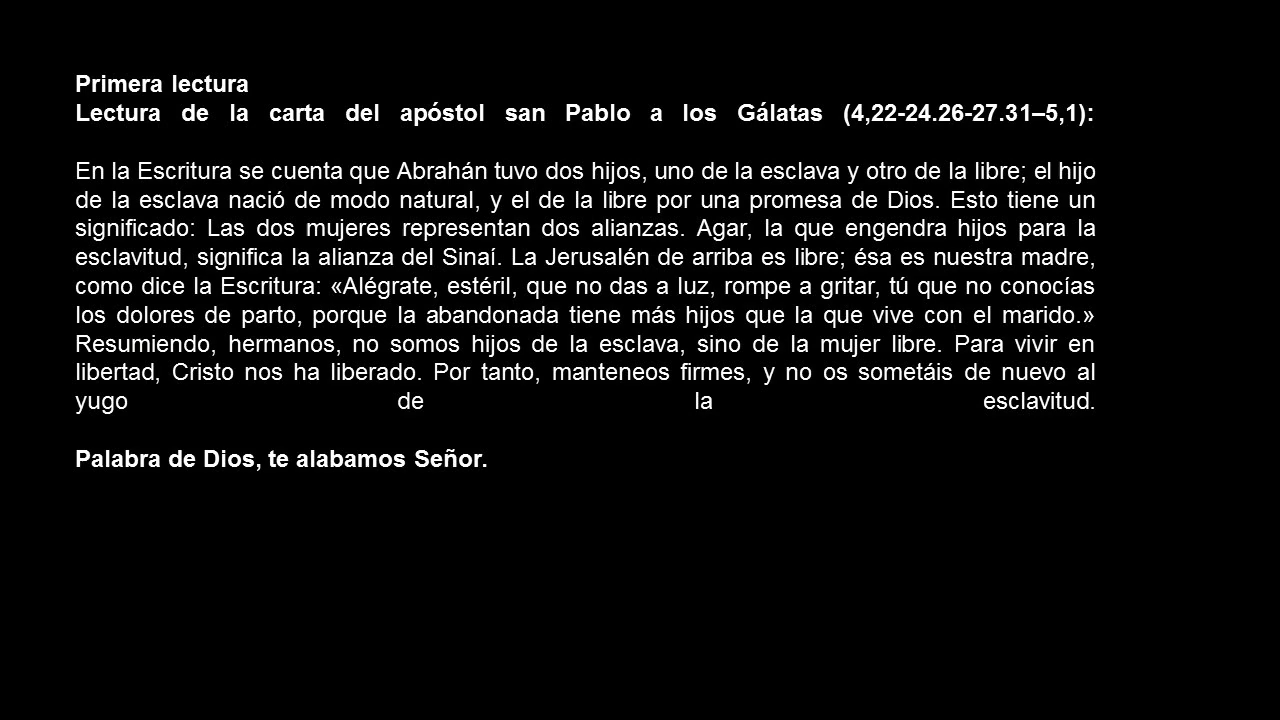 Primera lectura
Lectura de la carta del apóstol san Pablo a los Gálatas (4,22-24.26-27.31–5,1):
En la Escritura se cuenta que Abrahán tuvo dos hijos, uno de la esclava y otro de la libre; el hijo
de la esclava nació de modo natural, y el de la libre por una promesa de Dios. Esto tiene un
significado: Las dos mujeres representan dos alianzas. Agar, la que engendra hijos para la
esclavitud, significa la alianza del Sinaí. La Jerusalén de arriba es libre; ésa es nuestra madre,
como dice la Escritura: «Alégrate, estéril, que no das a luz, rompe a gritar, tú que no conocías
los dolores de parto, porque la abandonada tiene más hijos que la que vive con el marido.»
Resumiendo, hermanos, no somos hijos de la esclava, sino de la mujer libre. Para vivir en
libertad, Cristo nos ha liberado. Por tanto, manteneos firmes, y no os sometáis de nuevo al
yugo de la esclavitud.
Palabra de Dios, te alabamos Señor.